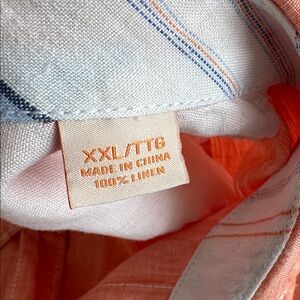 XXL/TTG
MADE IN CHINA
100% LINEN